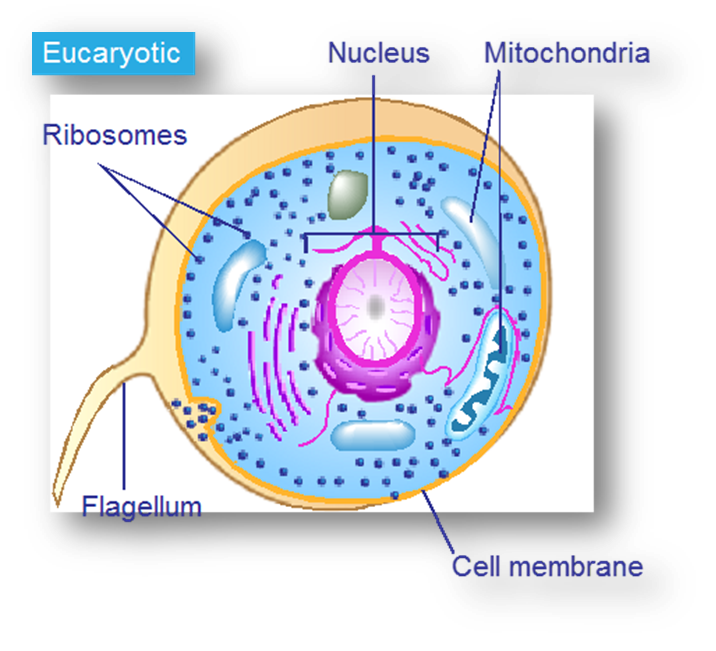 Eucaryotic
Nucleus
Mitochondria
Ribosomes
Flagellum
Cell membrane